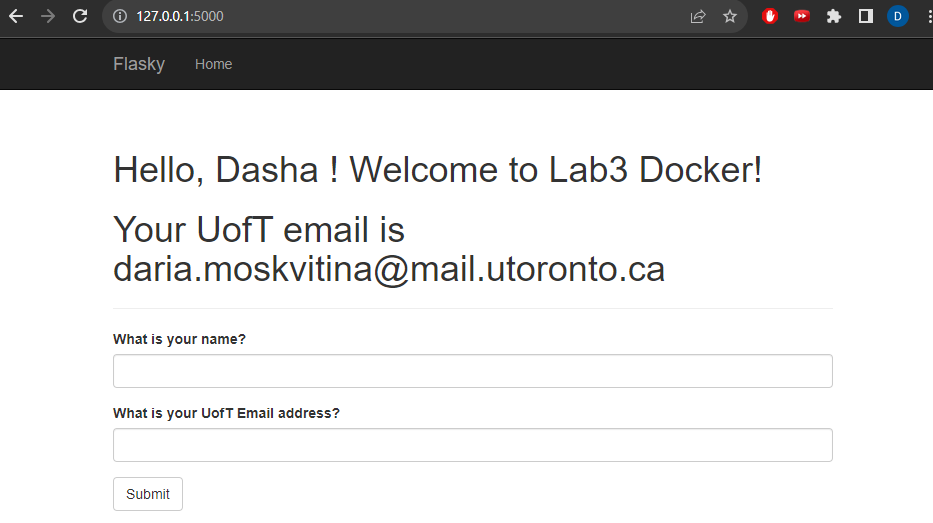 127.0.0.1:5000
D
Flasky Home
Hello, Dasha ! Welcome to Lab3 Docker!
Your UofT email is
daria.moskvitina@mail.utoronto.ca
What is your name?
What is your UofT Email address?
Submit